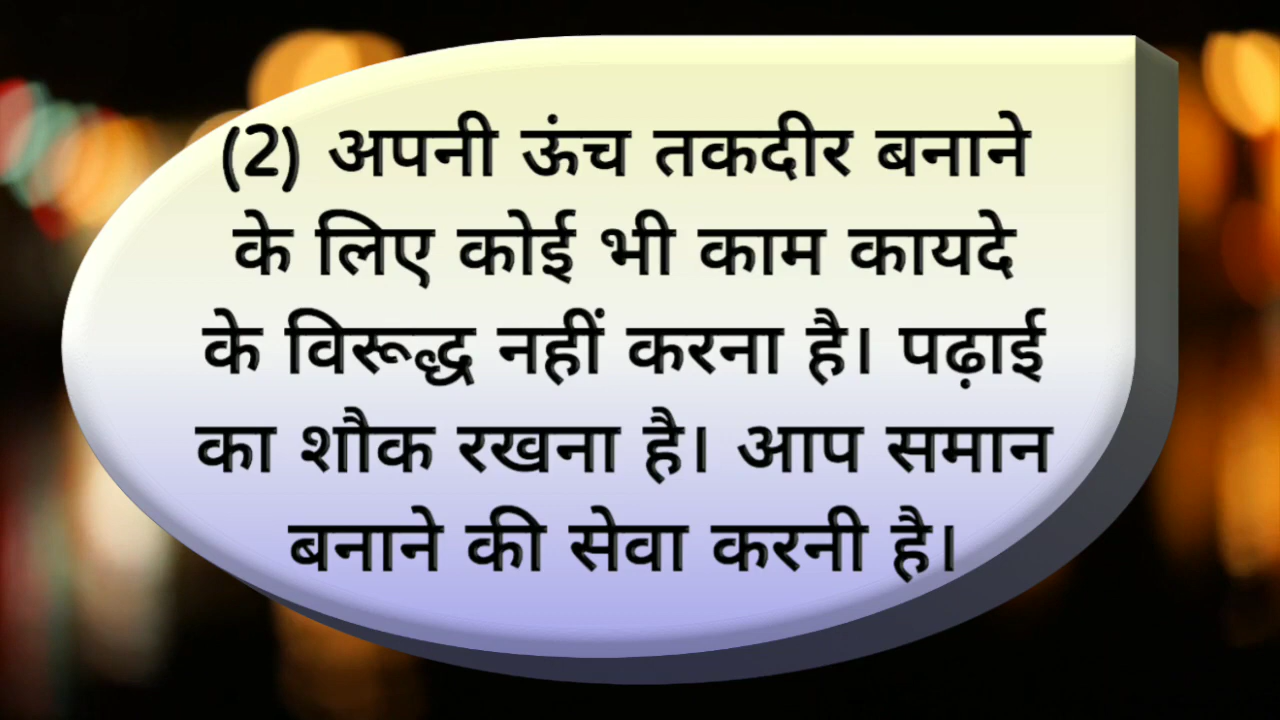 (2) अपनी ऊंच तकदीर बनाने
के लिए कोई भी काम कायदे
के विरूद्ध नहीं करना है। पढ़ाई
का शौक रखना है। आप समान
बनाने की सेवा करनी है।